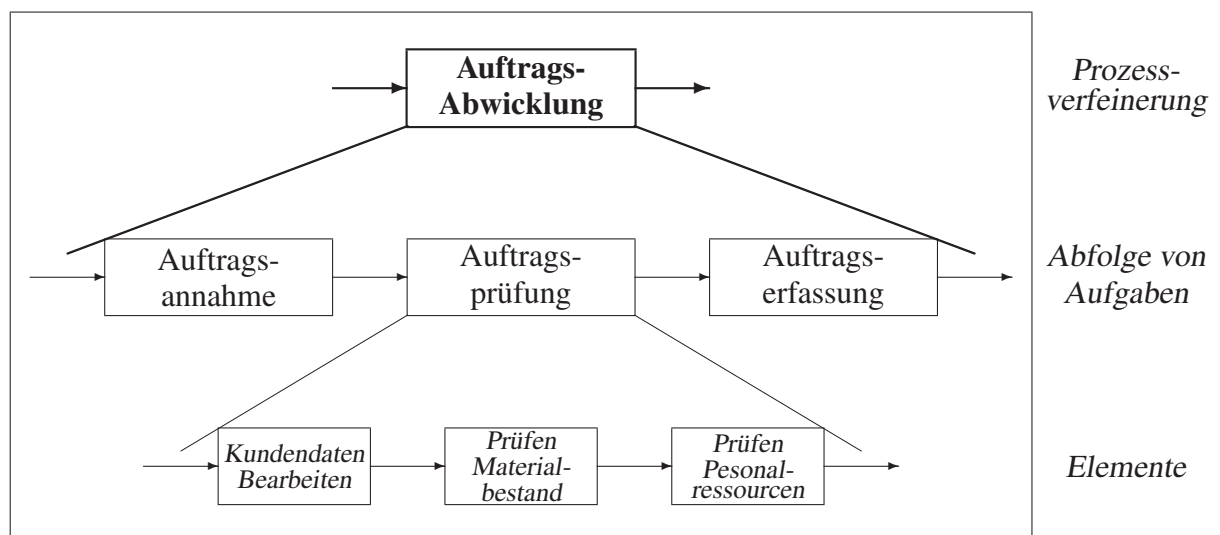 Auftrags-
Abwicklung
Prozess-
verfeinerung
Auftrags-
annahme
Auftrags-
prüfung
Auftrags-
erfassung
Abfolge von
Aufgaben
Kundendaten
Bearbeiten
Prüfen
Material-
bestand
Prüfen
Pesonal-
ressourcen
Elemente